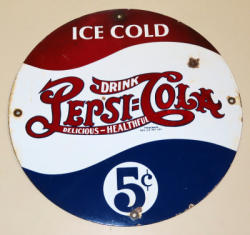 ICE COLD
DRINK
PEPSI=COLA
DELICIOUS-HEALTHFUL
5¢